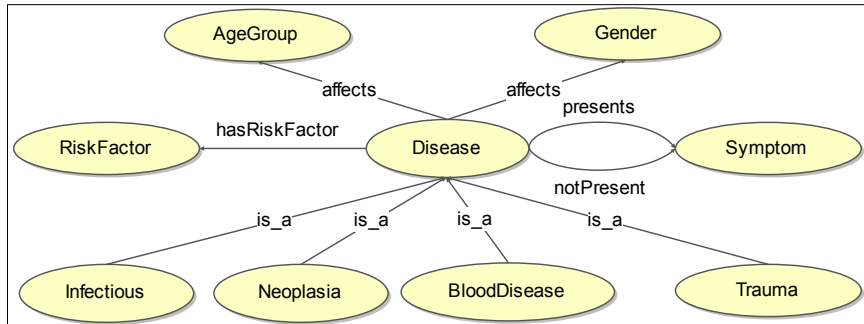 AgeGroup
Gender
affects
affects
presents
hasRiskFactor
RiskFactor
Disease
Symptom
notPresent
is_a
is_a
is_a
is_a
Infectious
Neoplasia
BloodDisease
Trauma